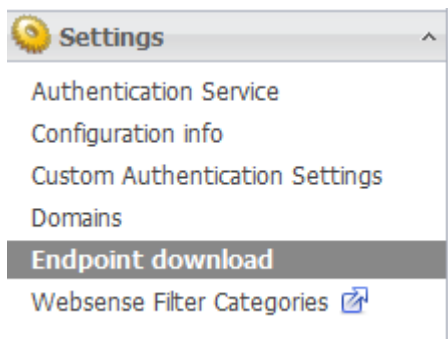 Settings
Authentication Service
Configuration info
Custom Authentication Settings
Domains
Endpoint download
Websense Filter Categories